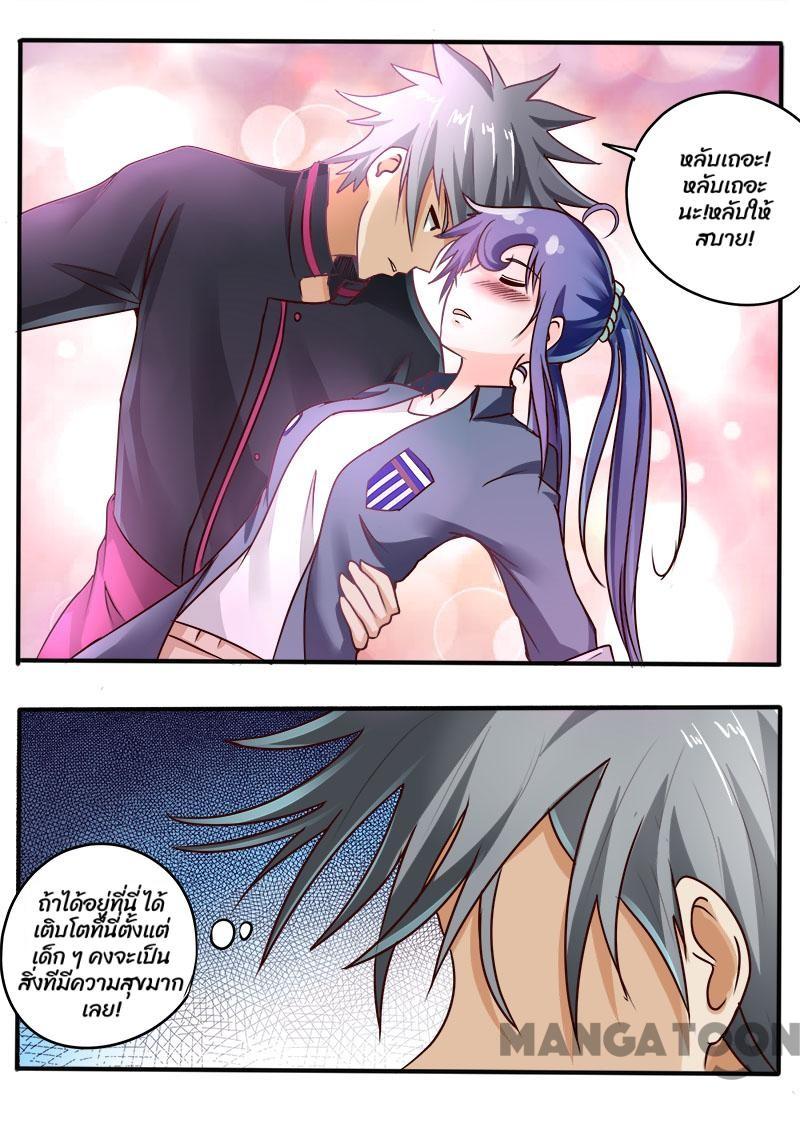 หลับเถอะ!
หลับเถอะ
นะ!หลับให้
สบาย!
ถ้าได้อยู่ที่นี่ ได้
เติบโตที่นี่ตั้งแต่
เด็ก ๆ คงจะเป็น
สิ่งที่มีความสุขมาก
เลย!
MANGATOON